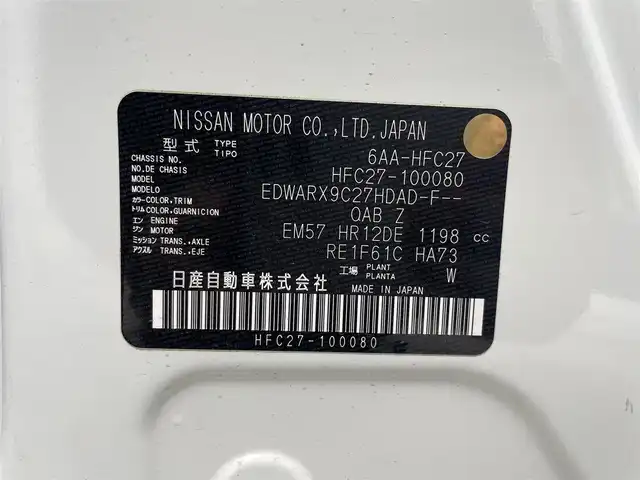 NISSAN MOTOR CO.,LTD.JAPAN
型式 TYPE TIPO 6AA-HFC27
CHASSIS NO. NO.DE CHASSIS HFC27-100080
MODEL MODELO EDWARX9C27HDAD-F--
カラー COLOR,TRIM トリム COLOR,GUARNICION QAB Z
エン ENGINE ジン MOTOR EM57 HR12DE 1198 cc
ミッション TRANS.,AXLE アクスル TRANS.,EJE RE1F61C HA73
日産自動車株式会社 工場 PLANT PLANTA W
MADE IN JAPAN
HFC27-100080